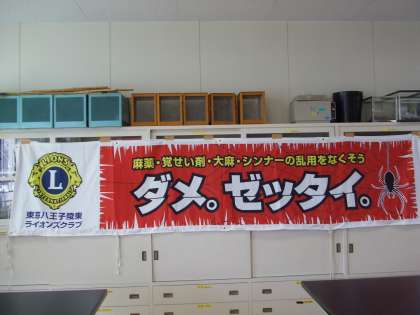 LIONS
L
INTERNATIONAL
東京八王子陵東
ライオンズクラブ
麻薬・覚せい剤・大麻・シンナーの乱用をなくそう
ダメ。ゼッタイ。